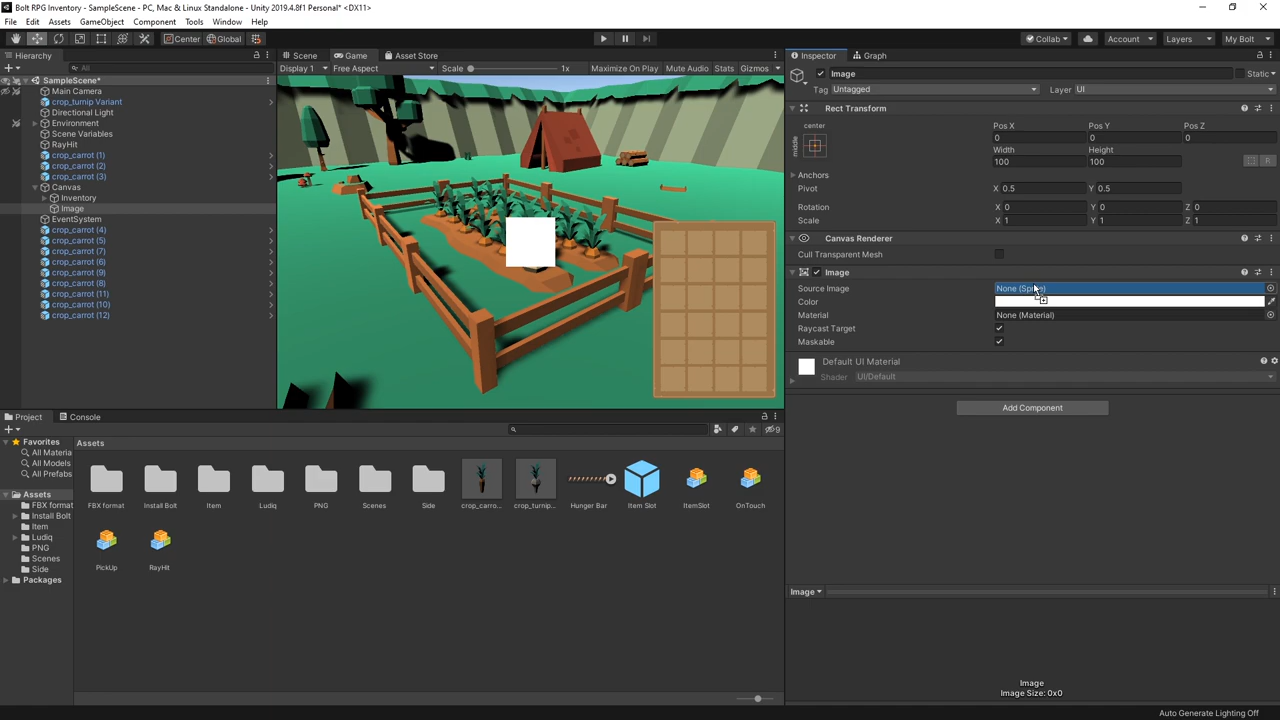 Bolt RPG Inventory - SampleScene - PC, Mac & Linux Standalone - Unity 2019.4.8f1 Personal* <DX11>
File Edit Assets GameObject Component Tools Window Help
Center Global Collab Account Layers My Bolt
Hierarchy Scene Game Asset Store Inspector Graph
All Display 1 Free Aspect Scale 1x Maximize On Play Mute Audio Stats Gizmos
SampleScene*
Main Camera
crop_turnip Variant
Directional Light
Environment
Scene Variables
RayHit
crop_carrot (1)
crop_carrot (2)
crop_carrot (3)
Canvas
Inventory
Image
EventSystem
crop_carrot (4)
crop_carrot (5)
crop_carrot (7)
crop_carrot (6)
crop_carrot (9)
crop_carrot (8)
crop_carrot (11)
crop_carrot (10)
crop_carrot (12)
Image Static
Tag Untagged Layer UI
Rect Transform
center Pos X Pos Y Pos Z
middle 0 0 0
Width Height
100 100
R
Anchors
Pivot X 0.5 Y 0.5
Rotation X 0 Y 0 Z 0
Scale X 1 Y 1 Z 1
Canvas Renderer
Cull Transparent Mesh
Image
Source Image None (Sprite)
Color
Material None (Material)
Raycast Target
Maskable
Default UI Material
Shader UI/Default
Add Component
Project Console
9
Favorites
All Materia
All Models
All Prefabs
Assets
FBX format
Install Bolt
Item
Ludiq
PNG
Scenes
Side
Packages
Assets
FBX format Install Bolt Item Ludiq PNG Scenes Side crop_carro... crop_turnip... Hunger Bar Item Slot ItemSlot OnTouch
PickUp RayHit
Image
Image
Image Size: 0x0
Auto Generate Lighting Off